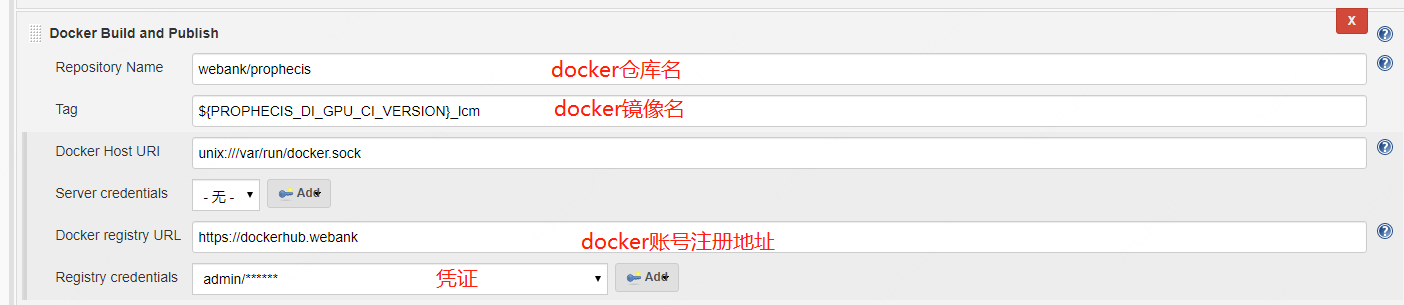 Docker Build and Publish X
Repository Name webank/prophecis docker仓库名
Tag ${PROPHECIS_DI_GPU_CI_VERSION}_lcm docker镜像名
Docker Host URI unix:///var/run/docker.sock
Server credentials - 无 - Add
Docker registry URL https://dockerhub.webank docker账号注册地址
Registry credentials admin/****** 凭证 Add